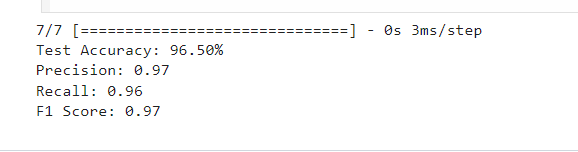 7/7 [==============================] - 0s 3ms/step
Test Accuracy: 96.50%
Precision: 0.97
Recall: 0.96
F1 Score: 0.97